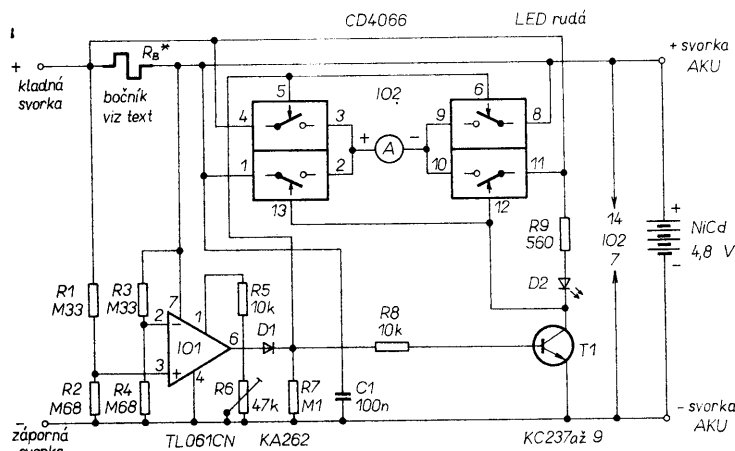 CD4066
LED rudá
+
kladná
svorka
R_B*
bočník
viz text
5
4
3
1
2
13
IO2
+
A
-
6
9
8
10
11
12
+ svorka
AKU
R9
560
D2
14
IO2
7
+
NiCd
4,8 V
-
R1
M33
R3
M33
7
1
2
-
IO1
3
+
4
6
R5
10k
D1
R8
10k
T1
R2
M68
R4
M68
R6
47k
R7
M1
C1
100n
-
záporná
TL061CN
KA262
KC237až 9
- svorka
AKU